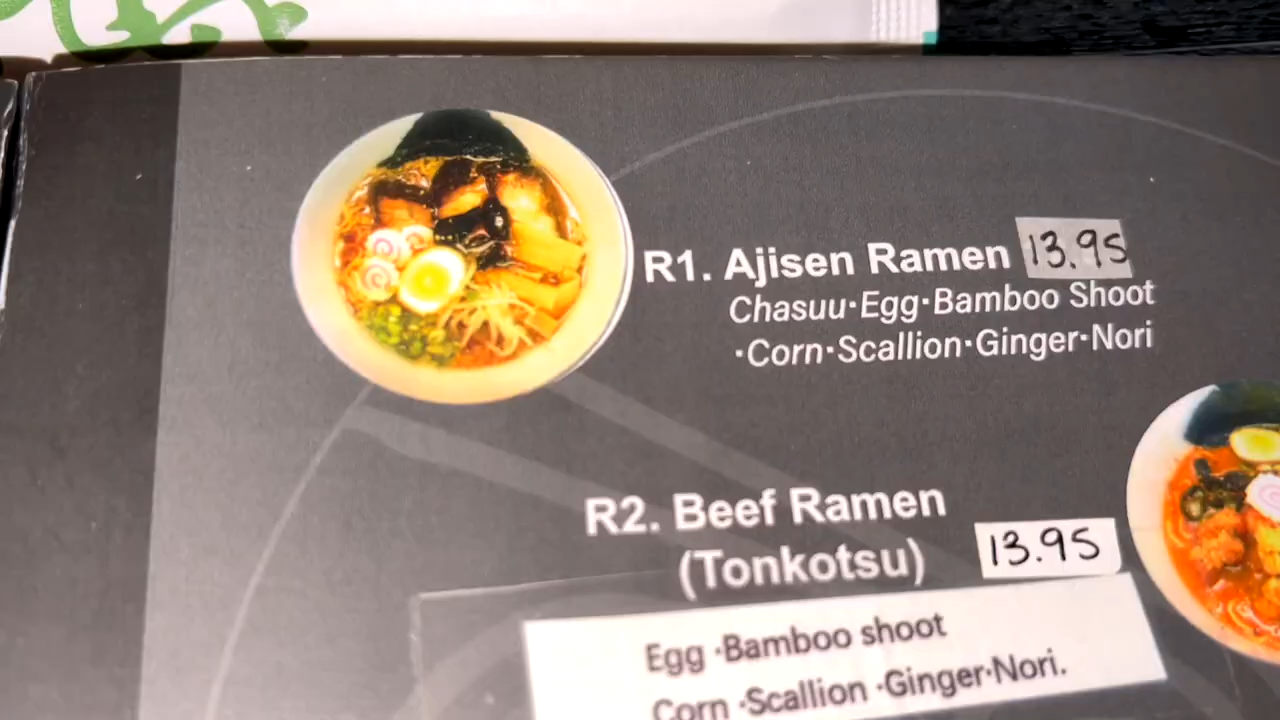 R1. Ajisen Ramen 13.95
Chasuu·Egg·Bamboo Shoot
·Corn·Scallion·Ginger·Nori
R2. Beef Ramen
(Tonkotsu) 13.95
Egg ·Bamboo shoot
Corn ·Scallion ·Ginger·Nori.